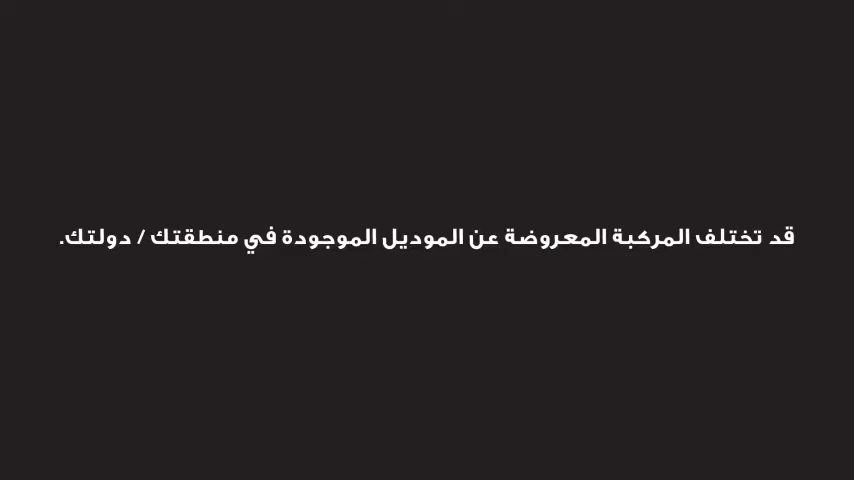 قد تختلف المركبة المعروضة عن الموديل الموجودة في منطقتك / دولتك.